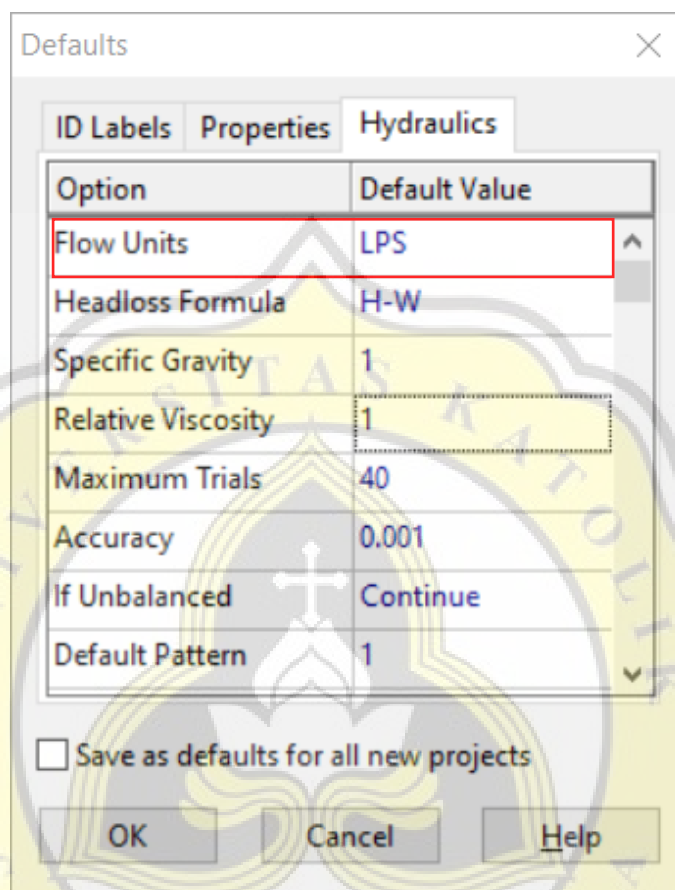 Defaults
ID Labels Properties Hydraulics
Option Default Value
Flow Units LPS
Headloss Formula H-W
Specific Gravity 1
Relative Viscosity 1
Maximum Trials 40
Accuracy 0.001
If Unbalanced Continue
Default Pattern 1
Save as defaults for all new projects
OK Cancel Help